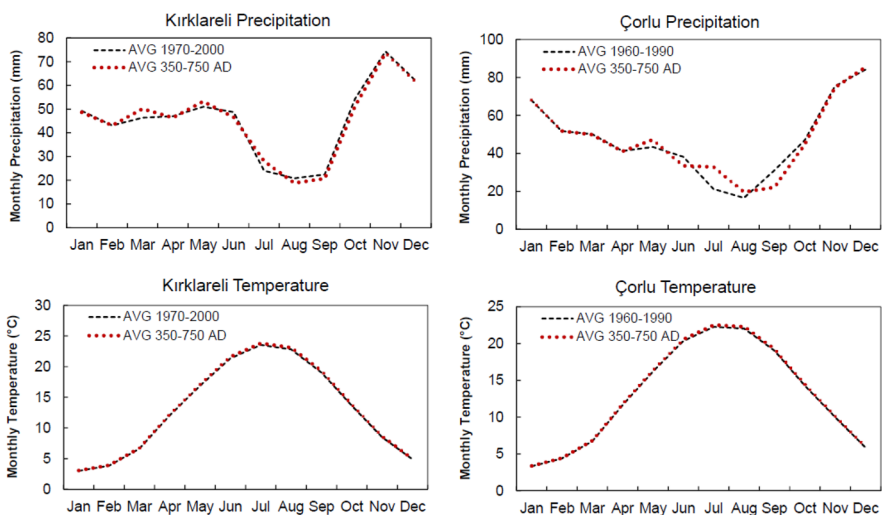 Kırklareli Precipitation
Monthly Precipitation (mm)
80
70
60
50
40
30
20
10
0
AVG 1970-2000
AVG 350-750 AD
Jan Feb Mar Apr May Jun Jul Aug Sep Oct Nov Dec
Çorlu Precipitation
Monthly Precipitation (mm)
100
80
60
40
20
0
AVG 1960-1990
AVG 350-750 AD
Jan Feb Mar Apr May Jun Jul Aug Sep Oct Nov Dec
Kırklareli Temperature
Monthly Temperature (°C)
30
25
20
15
10
5
0
AVG 1970-2000
AVG 350-750 AD
Jan Feb Mar Apr May Jun Jul Aug Sep Oct Nov Dec
Çorlu Temperature
Monthly Temperature (°C)
25
20
15
10
5
0
AVG 1960-1990
AVG 350-750 AD
Jan Feb Mar Apr May Jun Jul Aug Sep Oct Nov Dec